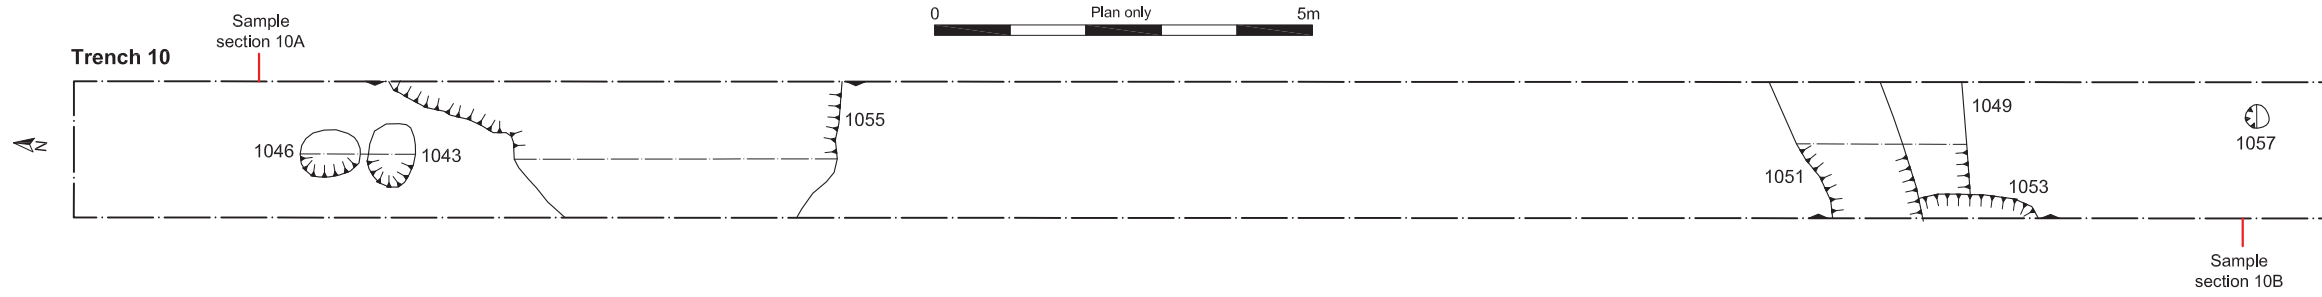 0 Plan only 5m
Sample
section 10A
Trench 10
1046
1043
1055
1051
1049
1053
1057
N
Sample
section 10B